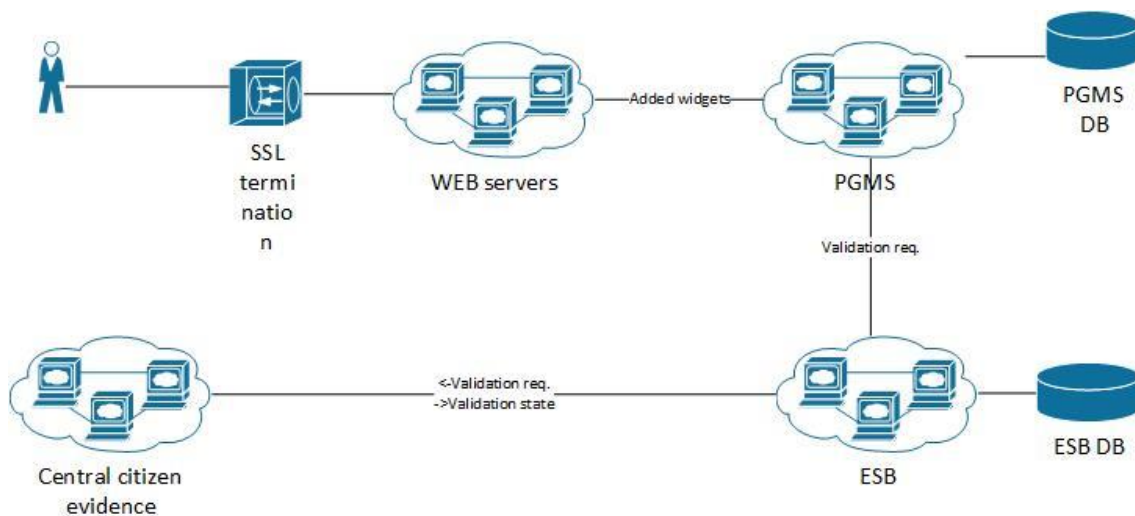 Added widgets
PGMS
DB
SSL
termi
natio
n
WEB servers
PGMS
Validation req.
<-Validation req.
->Validation state
Central citizen
evidence
ESB
ESB DB